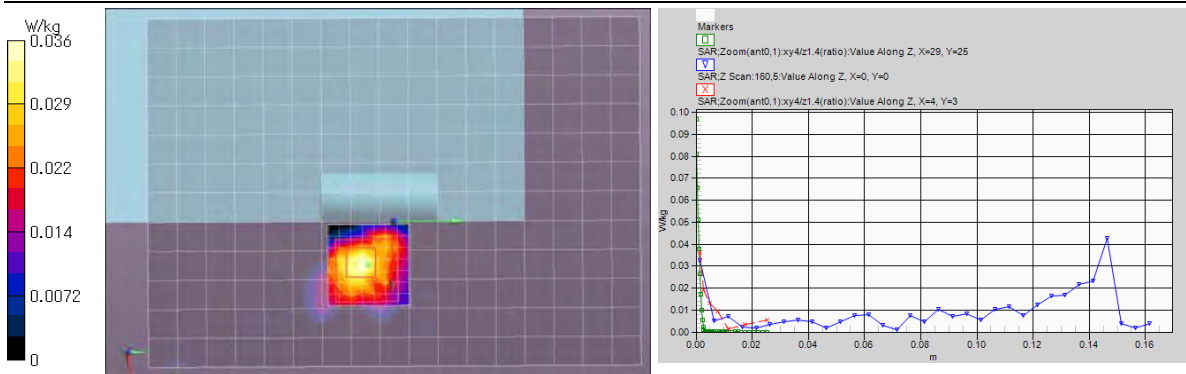 W/kg
0.036
0.029
0.022
0.014
0.0072
0
Markers
SAR;Zoom(ant0,1):xy4/z1.4(ratio):Value Along Z, X=29, Y=25
SAR;Z Scan:160,5:Value Along Z, X=0, Y=0
SAR;Zoom(ant0,1):xy4/z1.4(ratio):Value Along Z, X=4, Y=3
0.10
0.09
0.08
0.07
0.06
0.05
0.04
0.03
0.02
0.01
0.00
W/kg
0.00 0.02 0.04 0.06 0.08 0.10 0.12 0.14 0.16
m